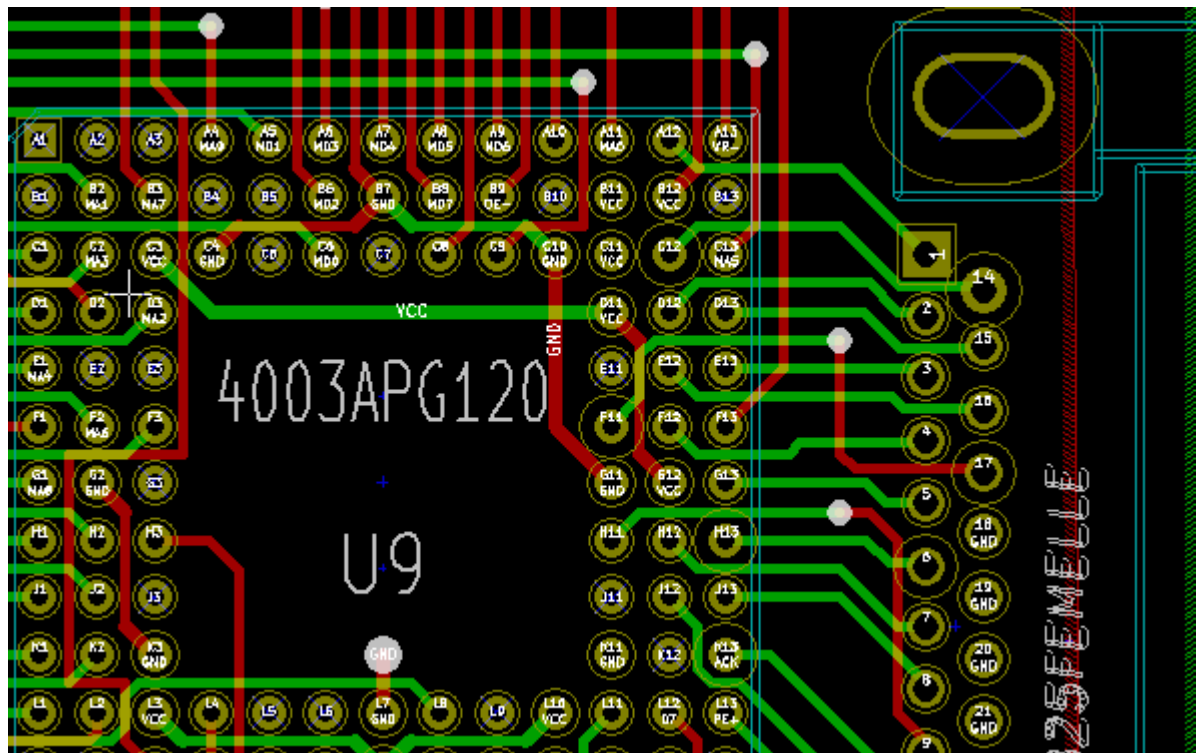 A1 A2 A3 A4 A5 A6 A7 A8 A9 A10 A11 A12 A13
MA9 MD1 MD3 MD4 MD5 MD6 MA0 VR-
B1 B2 B3 B4 B5 B6 B7 B8 B9 B10 B11 B12 B13
MA1 MA7 MD2 GND MD7 OE- VCC VCC
1
C1 C2 C3 C4 C6 C7 C8 C9 C10 C11 C12 C13
MA3 VCC GND MD0 GND VCC MAS
14
D1 D2 D3 VCC D11 D12 D13 2
MA2 VCC
GND
15
E1 E2 E3 E11 E12 E13 3
MA4
4003APG120
16
F1 F2 F3 F11 F12 F13 4
MA6
17
G1 G2 G3 G11 G12 G13 5
GND GND VCC
18
GND
H1 H2 H3 H11 H12 H13 6
U9
J1 J2 J3 J11 J12 J13 19
GND
7
K1 K2 K3 GND K12 20
GND GND ACK GND
8
L1 L2 L3 L4 L5 L6 L7 L8 L9 L10 L11 L12 L13 21
VCC GND VCC D7 PE+ GND
9